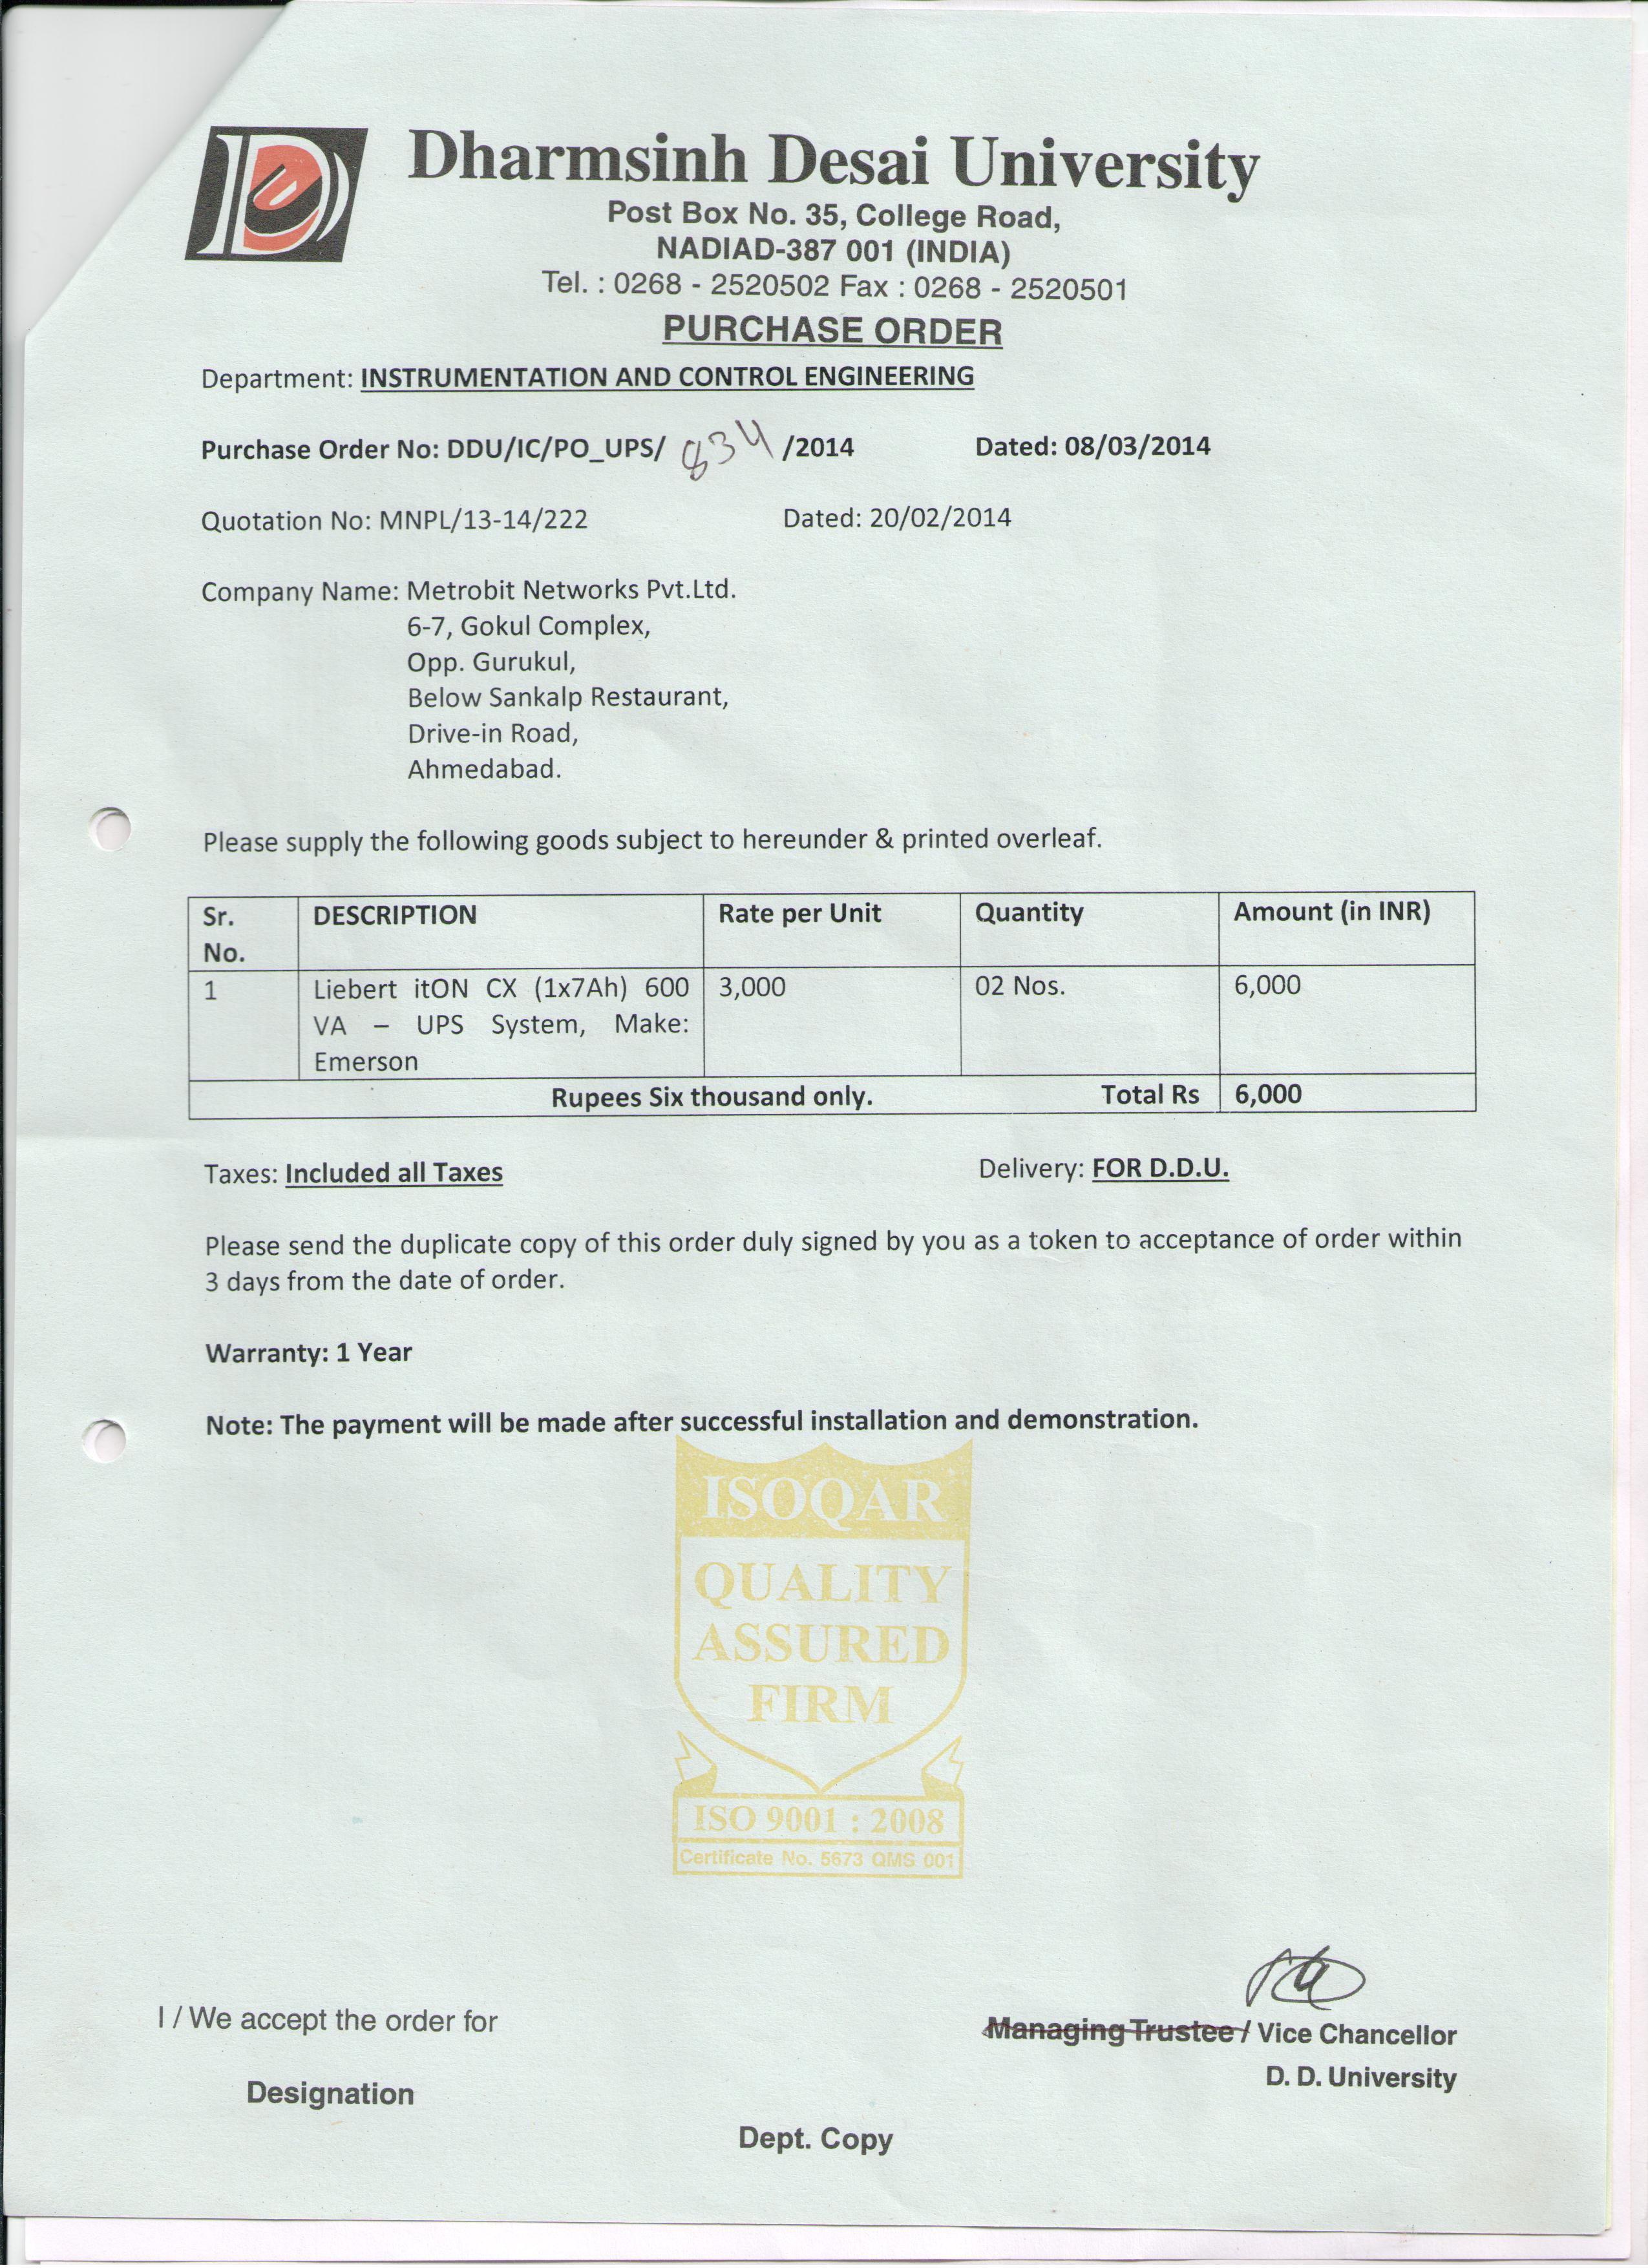 Dharmsinh Desai University
Post Box No. 35, College Road,
NADIAD-387 001 (INDIA)
Tel. : 0268 - 2520502 Fax : 0268 - 2520501
PURCHASE ORDER
Department: INSTRUMENTATION AND CONTROL ENGINEERING
Purchase Order No: DDU/IC/PO_UPS/ 834 /2014 Dated: 08/03/2014
Quotation No: MNPL/13-14/222 Dated: 20/02/2014
Company Name: Metrobit Networks Pvt.Ltd.
6-7, Gokul Complex,
Opp. Gurukul,
Below Sankalp Restaurant,
Drive-in Road,
Ahmedabad.
Please supply the following goods subject to hereunder & printed overleaf.
Sr. No. DESCRIPTION Rate per Unit Quantity Amount (in INR)
1 Liebert itON CX (1x7Ah) 600 3,000 02 Nos. 6,000
VA – UPS System, Make:
Emerson
Rupees Six thousand only. Total Rs 6,000
Taxes: Included all Taxes Delivery: FOR D.D.U.
Please send the duplicate copy of this order duly signed by you as a token to acceptance of order within
3 days from the date of order.
Warranty: 1 Year
Note: The payment will be made after successful installation and demonstration.
ISOQAR
QUALITY
ASSURED
FIRM
ISO 9001 : 2008
Certificate No. 5673 QMS 001
I / We accept the order for
Managing Trustee / Vice Chancellor
D. D. University
Designation
Dept. Copy